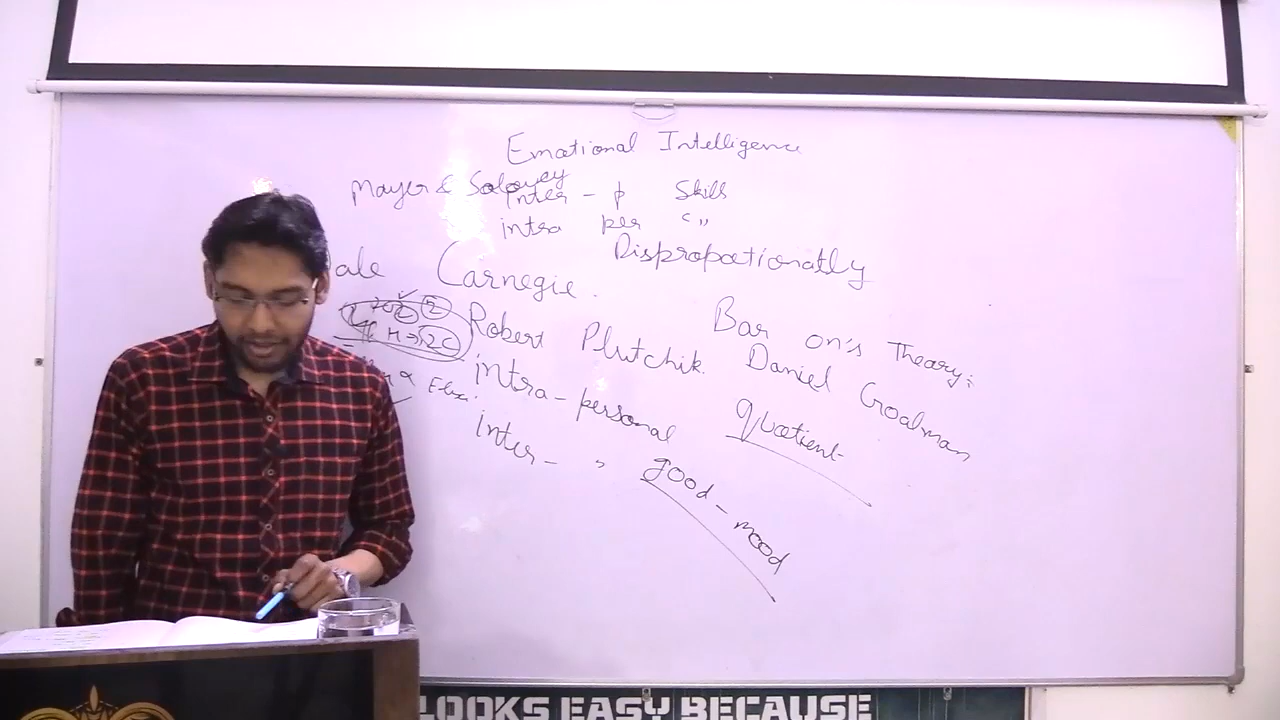 Emotional Intelligence
Mayer & Salovey
inter - p Skills
intra per "
Disproportionatly
ale Carnegie.
Bar on's Theory:
Robert Plutchik. Daniel Goalman
intra - personal
Quotient
inter - "
good - mood
LOOKS EASY BECAUSE